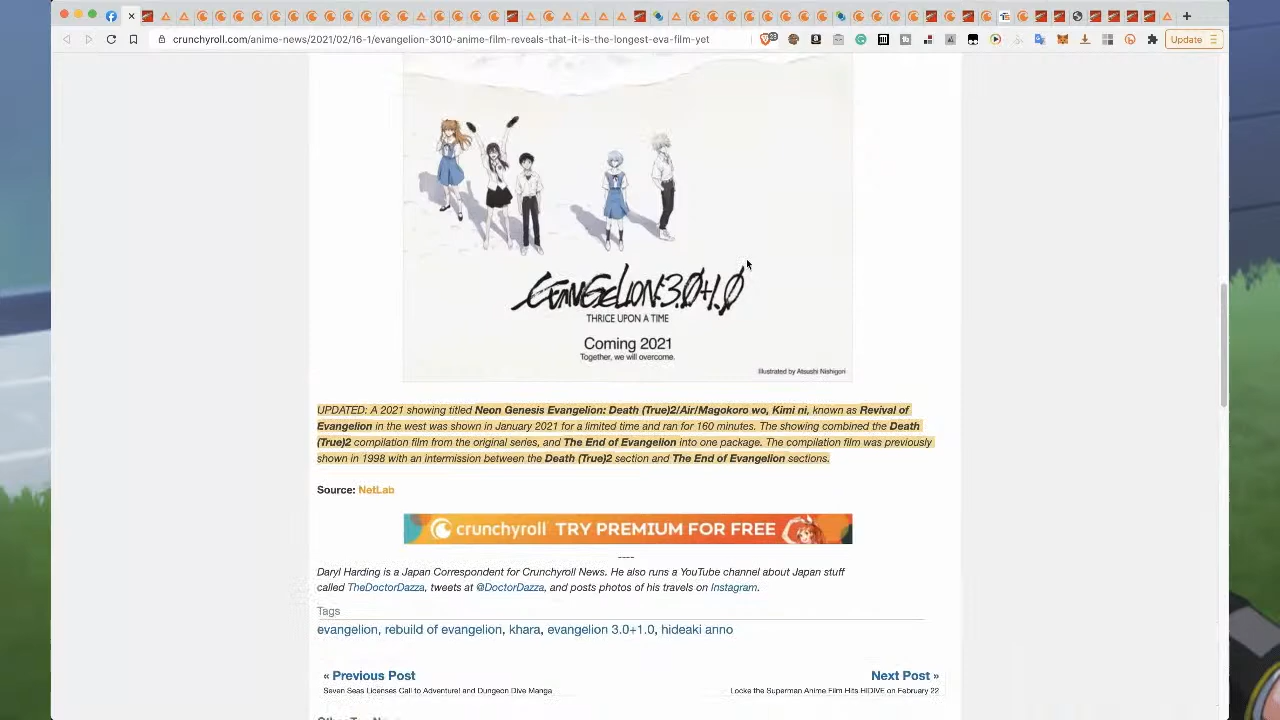 crunchyroll.com/anime-news/2021/02/16-1/evangelion-3010-anime-film-reveals-that-it-is-the-longest-eva-film-yet
Update
EVANGELION:3.0+1.0
THRICE UPON A TIME
Coming 2021
Together, we will overcome.
Illustrated by Atsushi Nishigori
UPDATED: A 2021 showing titled Neon Genesis Evangelion: Death (True)2/Air/Magokoro wo, Kimi ni, known as Revival of
Evangelion in the west was shown in January 2021 for a limited time and ran for 160 minutes. The showing combined the Death
(True)2 compilation film from the original series, and The End of Evangelion into one package. The compilation film was previously
shown in 1998 with an intermission between the Death (True)2 section and The End of Evangelion sections.
Source: NetLab
crunchyroll TRY PREMIUM FOR FREE
----
Daryl Harding is a Japan Correspondent for Crunchyroll News. He also runs a YouTube channel about Japan stuff
called TheDoctorDazza, tweets at @DoctorDazza, and posts photos of his travels on Instagram.
Tags
evangelion, rebuild of evangelion, khara, evangelion 3.0+1.0, hideaki anno
« Previous Post
Next Post »
Seven Seas Licenses Call to Adventure! and Dungeon Dive Manga
Locke the Superman Anime Film Hits HIDIVE on February 22